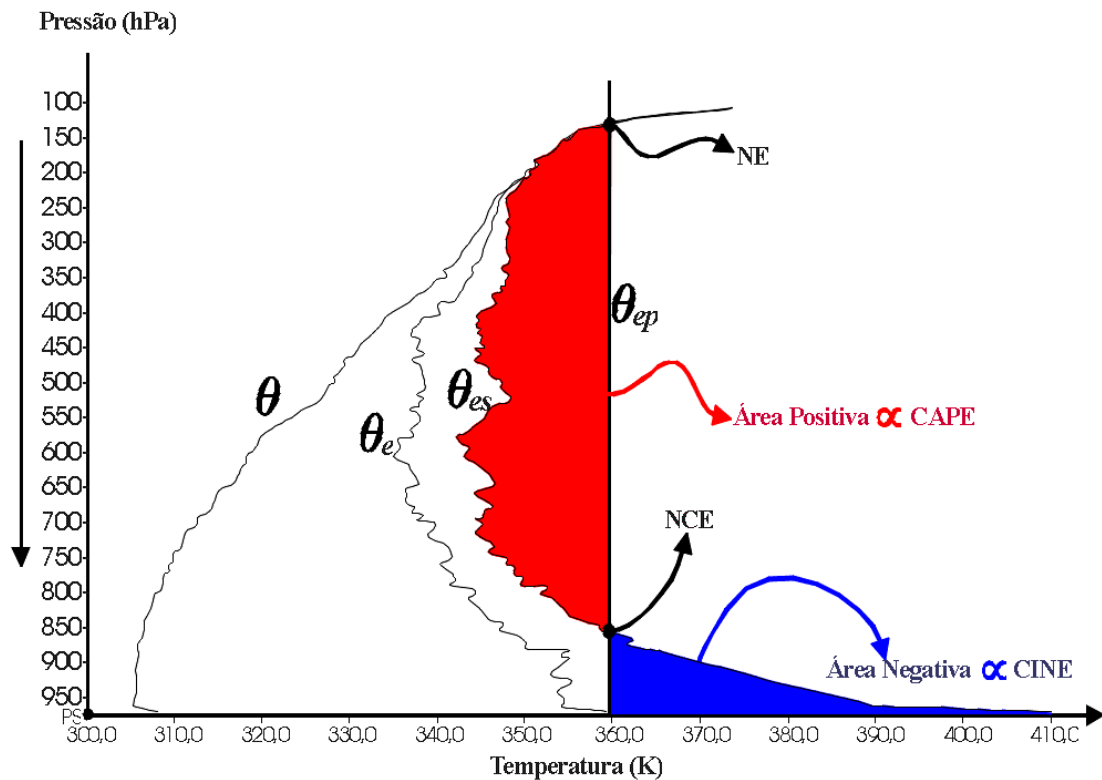 Pressão (hPa)
100
150
200
250
300
350
400
450
500
550
600
650
700
750
800
850
900
950
PS
NE
θep
θ
θe
θes
Área Positiva ∝ CAPE
NCE
Área Negativa ∝ CINE
300,0 310,0 320,0 330,0 340,0 350,0 360,0 370,0 380,0 390,0 400,0 410,0
Temperatura (K)